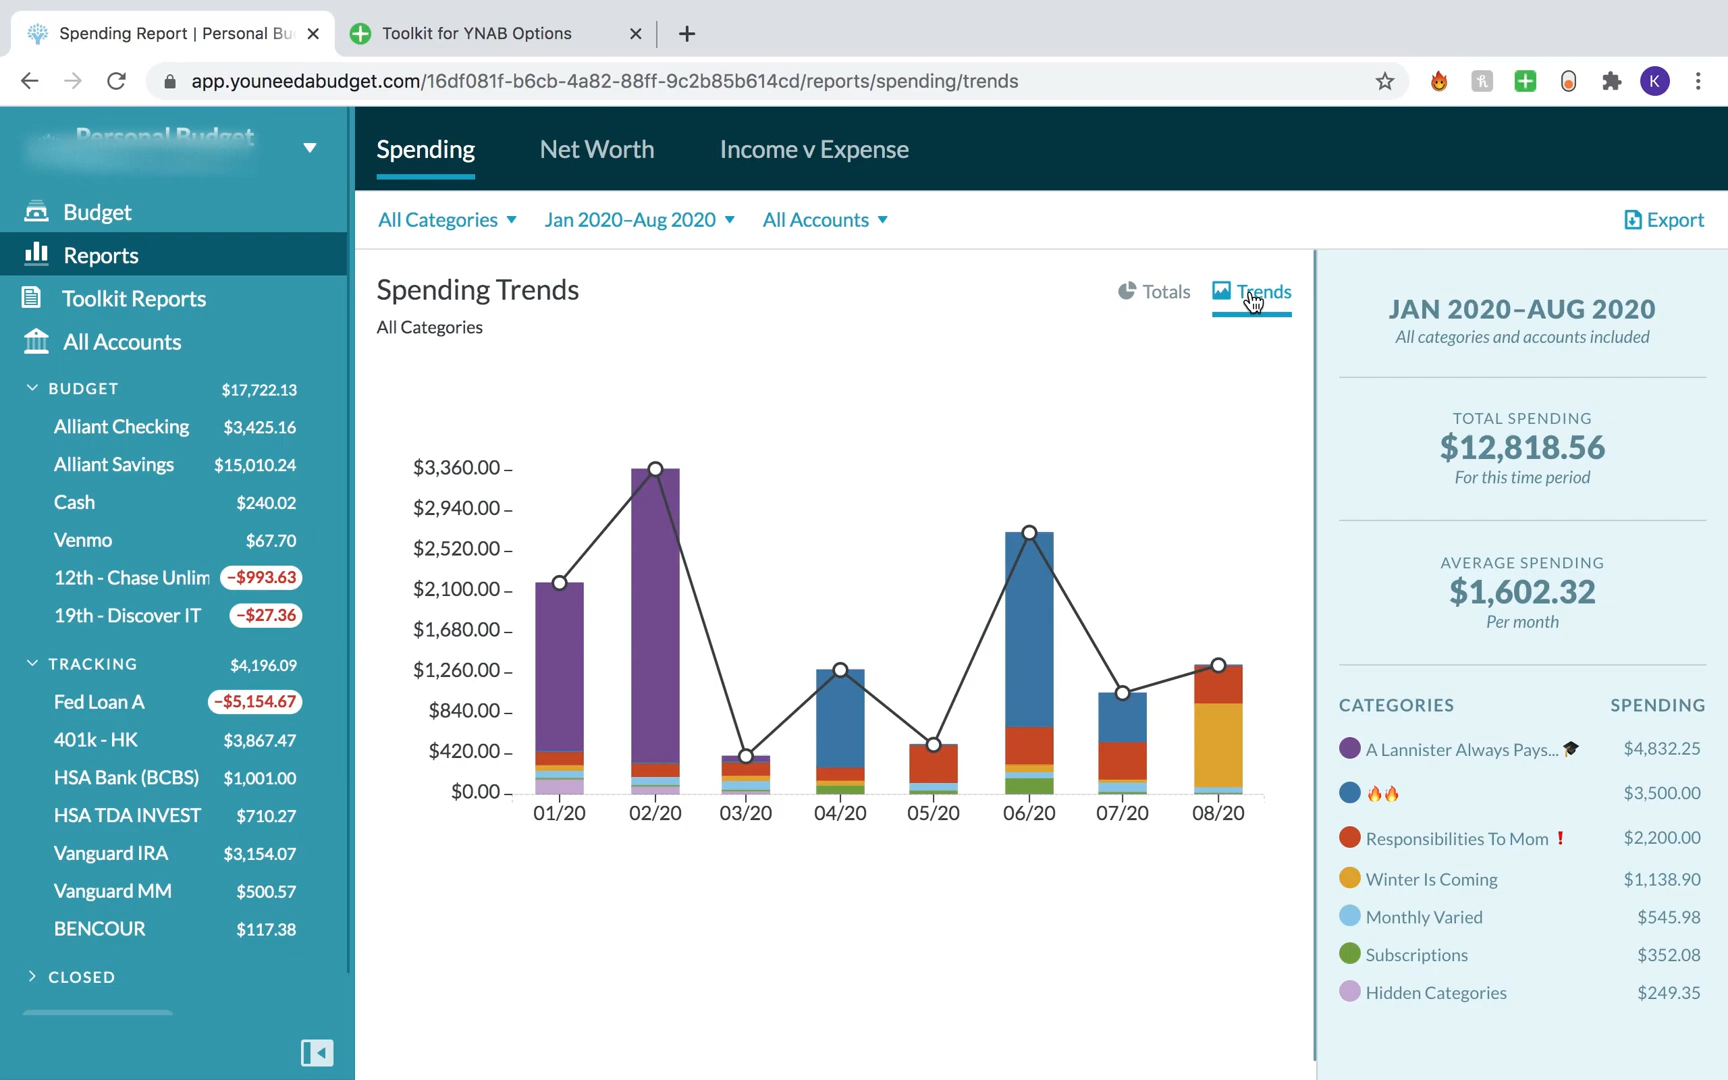 Spending Report | Personal Bu
Toolkit for YNAB Options
app.youneedabudget.com/16df081f-b6cb-4a82-88ff-9c2b85b614cd/reports/spending/trends
K
Personal Budget
Budget
Reports
Toolkit Reports
All Accounts
BUDGET $17,722.13
Alliant Checking $3,425.16
Alliant Savings $15,010.24
Cash $240.02
Venmo $67.70
12th - Chase Unlim -$993.63
19th - Discover IT -$27.36
TRACKING $4,196.09
Fed Loan A -$5,154.67
401k - HK $3,867.47
HSA Bank (BCBS) $1,001.00
HSA TDA INVEST $710.27
Vanguard IRA $3,154.07
Vanguard MM $500.57
BENCOUR $117.38
CLOSED
Spending Net Worth Income v Expense
All Categories Jan 2020–Aug 2020 All Accounts Export
Spending Trends
All Categories
Totals Trends
$3,360.00
$2,940.00
$2,520.00
$2,100.00
$1,680.00
$1,260.00
$840.00
$420.00
$0.00
01/20 02/20 03/20 04/20 05/20 06/20 07/20 08/20
JAN 2020–AUG 2020
All categories and accounts included
TOTAL SPENDING
$12,818.56
For this time period
AVERAGE SPENDING
$1,602.32
Per month
CATEGORIES SPENDING
A Lannister Always Pays... 🎓 $4,832.25
🔥🔥 $3,500.00
Responsibilities To Mom ❗ $2,200.00
Winter Is Coming $1,138.90
Monthly Varied $545.98
Subscriptions $352.08
Hidden Categories $249.35